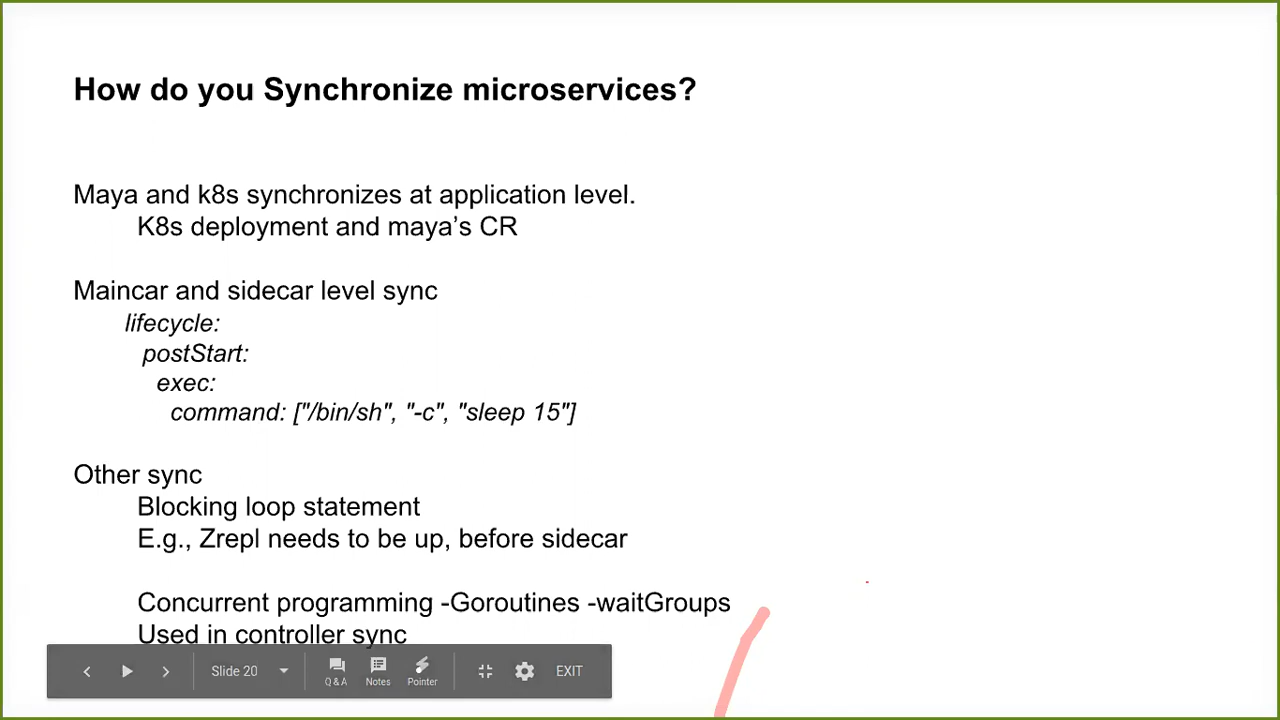 How do you Synchronize microservices?
Maya and k8s synchronizes at application level.
K8s deployment and maya’s CR
Maincar and sidecar level sync
lifecycle:
postStart:
exec:
command: ["/bin/sh", "-c", "sleep 15"]
Other sync
Blocking loop statement
E.g., Zrepl needs to be up, before sidecar
Concurrent programming -Goroutines -waitGroups
Used in controller sync
Slide 20 Q & A Notes Pointer EXIT